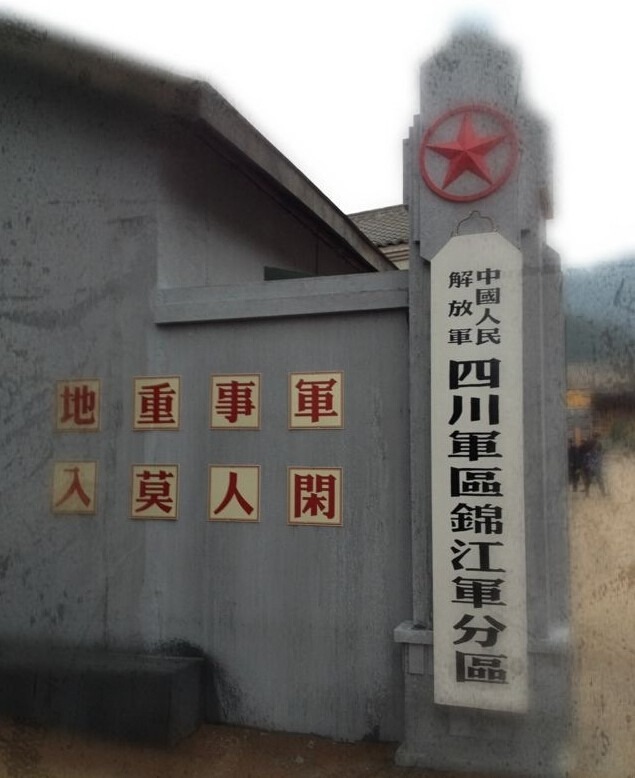 中國人民
解放軍
四川軍區錦江軍分區
軍事重地
閑人莫入